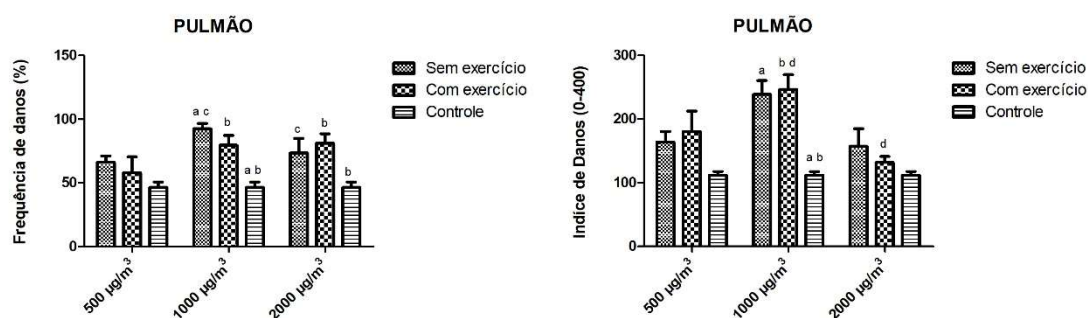 PULMÃO
Frequência de danos (%)
150
100
50
0
a c
b
a b
c
b
b
500 µg/m³
1000 µg/m³
2000 µg/m³
Sem exercício
Com exercício
Controle
PULMÃO
Indice de Danos (0-400)
300
200
100
0
a
b d
a b
d
500 µg/m³
1000 µg/m³
2000 µg/m³
Sem exercício
Com exercício
Controle